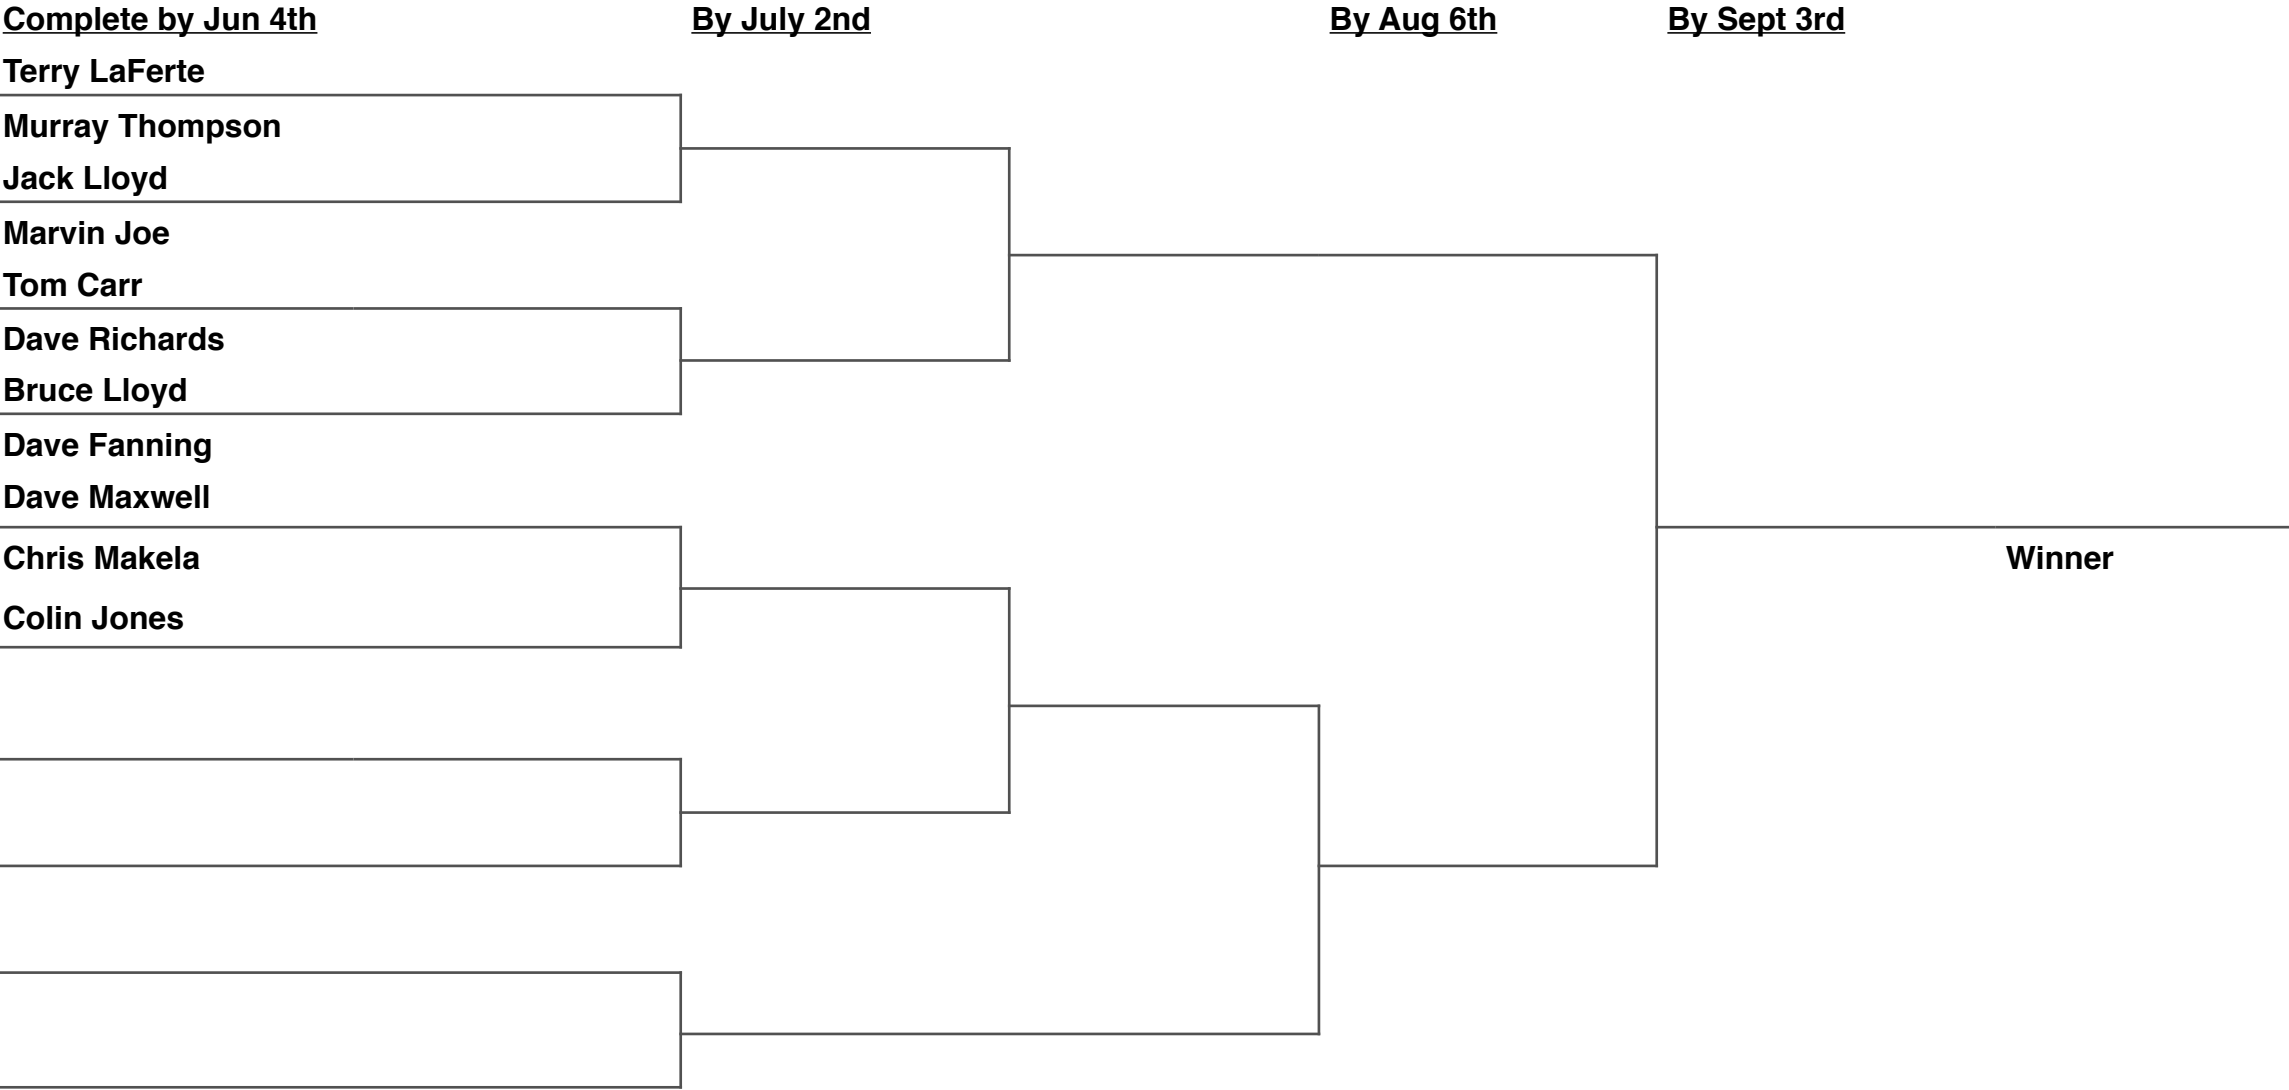 Complete by Jun 4th By July 2nd By Aug 6th By Sept 3rd
Terry LaFerte
Murray Thompson
Jack Lloyd
Marvin Joe
Tom Carr
Dave Richards
Bruce Lloyd
Dave Fanning
Dave Maxwell
Chris Makela
Winner
Colin Jones